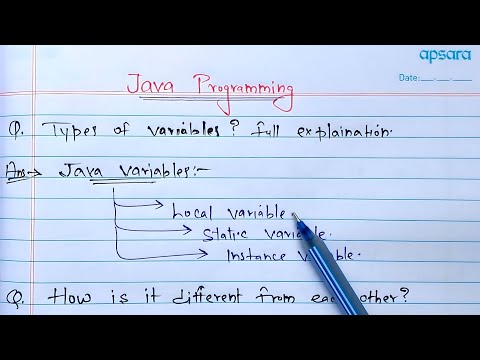 apsara
Date:
Java Programming
Q. Types of variables? full explaination.
Ans→ Java Variables:-
Local variable
Static variable.
Instance variable.
Q. How is it different from each other?